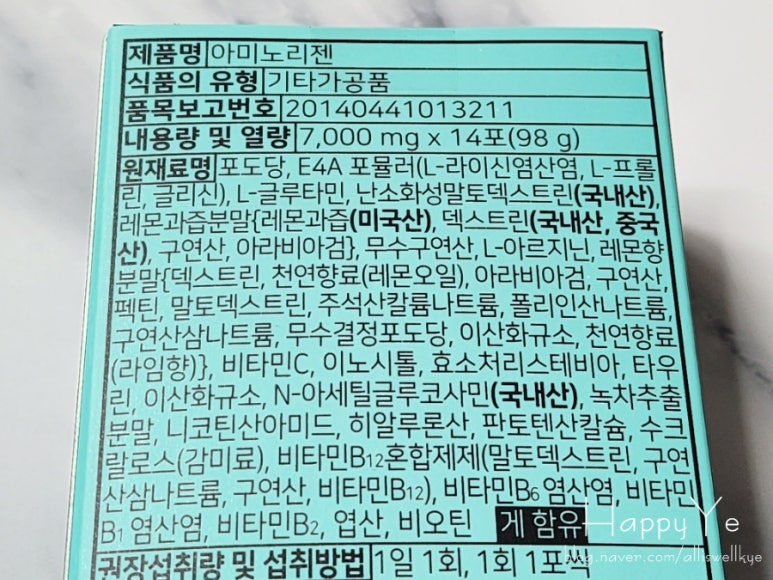 제품명 아미노리젠
식품의 유형 기타가공품
품목보고번호 20140441013211
내용량 및 열량 7,000 mg x 14포(98 g)
원재료명 포도당, E4A 포뮬러(L-라이신염산염, L-프롤
린, 글리신), L-글루타민, 난소화성말토덱스트린(국내산),
레몬과즙분말{레몬과즙(미국산), 덱스트린(국내산, 중국
산), 구연산, 아라비아검}, 무수구연산, L-아르지닌, 레몬향
분말{덱스트린, 천연향료(레몬오일), 아라비아검, 구연산,
펙틴, 말토덱스트린, 주석산칼륨나트륨, 폴리인산나트륨,
구연산삼나트륨, 무수결정포도당, 이산화규소, 천연향료
(라임향)}, 비타민C, 이노시톨, 효소처리스테비아, 타우
린, 이산화규소, N-아세틸글루코사민(국내산), 녹차추출
분말, 니코틴산아미드, 히알루론산, 판토텐산칼슘, 수크
랄로스(감미료), 비타민B12혼합제제(말토덱스트린, 구연
산삼나트륨, 구연산, 비타민B12), 비타민B6염산염, 비타민
B1 염산염, 비타민B2, 엽산, 비오틴 게 함유
권장섭취량 및 섭취방법 1일 1회, 1회 1포씩
HappyYe
blog.naver.com/alliswellkye